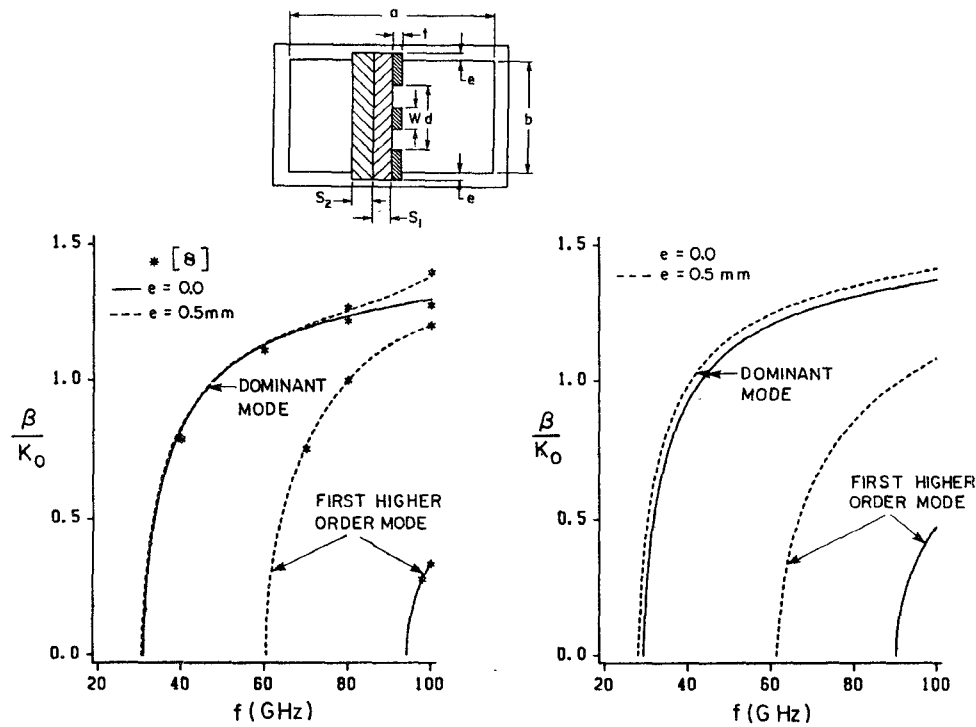 a
t
e
W d
b
e
S2
S1
1.5
* [8]
— e = 0.0
---- e = 0.5mm
1.0
DOMINANT
MODE
β
K0
0.5
FIRST HIGHER
ORDER MODE
0.0
20 40 60 80 100
f (GHz)
1.5
e = 0.0
---- e = 0.5 mm
1.0
DOMINANT
MODE
β
K0
0.5
FIRST HIGHER
ORDER MODE
0.0
20 40 60 80 100
f (GHz)